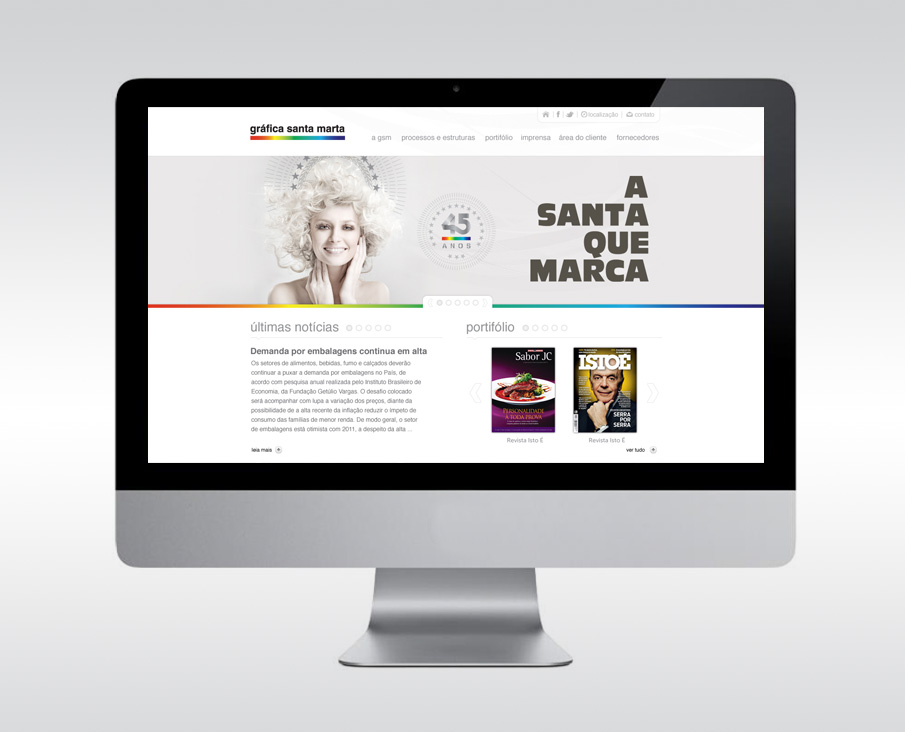 localização
contato
gráfica santa marta
a gsm
processos e estruturas
portifólio
imprensa
área do cliente
fornecedores
45
ANOS
A
SANTA
QUE
MARCA
últimas notícias
Demanda por embalagens continua em alta
Os setores de alimentos, bebidas, fumo e calçados deverão
continuar a puxar a demanda por embalagens no País, de
acordo com pesquisa anual realizada pelo Instituto Brasileiro de
Economia, da Fundação Getúlio Vargas. O desafio colocado
será acompanhar com lupa a variação dos preços, diante da
possibilidade de a alta recente da inflação reduzir o ímpeto de
consumo das famílias de menor renda. De modo geral, o setor
de embalagens está otimista com 2011, a despeito da alta ...
leia mais
portifólio
Sabor JC
PERSONALIDADE
A TODA PROVA
Revista Isto É
ISTOÉ
SERRA
POR
SERRA
Revista Isto É
ver tudo